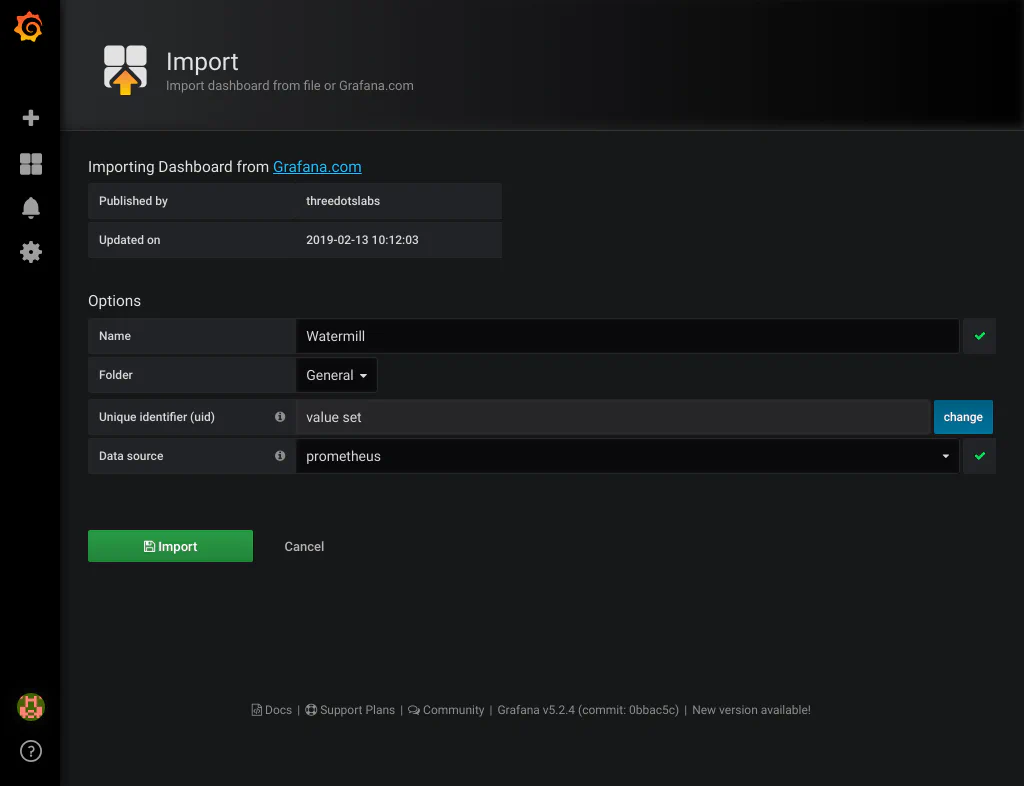 Import
Import dashboard from file or Grafana.com
Importing Dashboard from Grafana.com
Published by threedotslabs
Updated on 2019-02-13 10:12:03
Options
Name Watermill
Folder General
Unique identifier (uid) value set change
Data source prometheus
Import Cancel
Docs | Support Plans | Community | Grafana v5.2.4 (commit: 0bbac5c) | New version available!